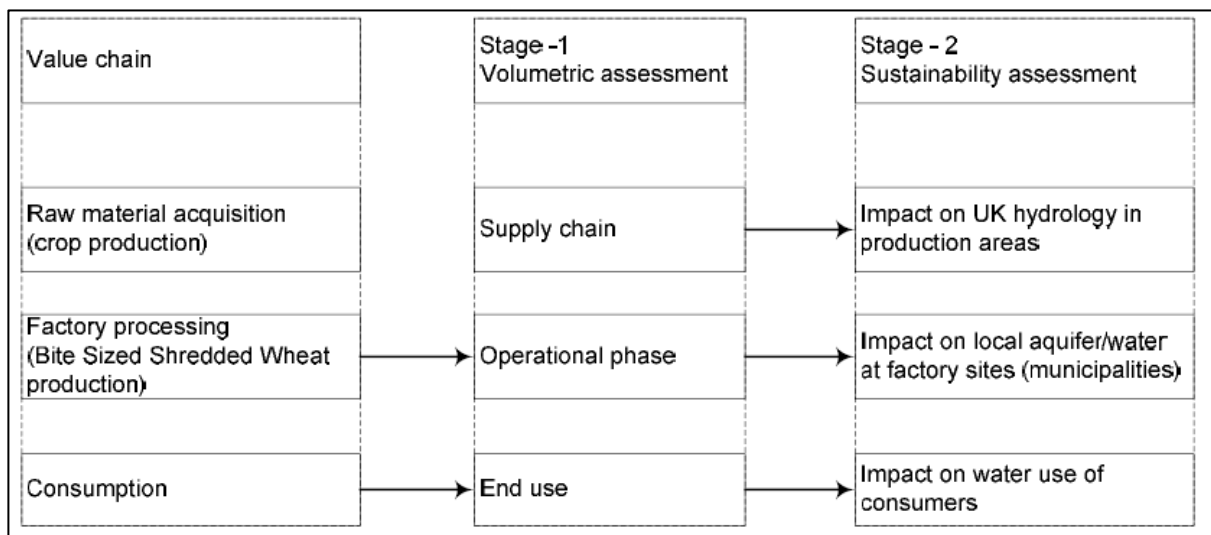 Value chain
Stage -1
Volumetric assessment
Stage - 2
Sustainability assessment
Raw material acquisition
(crop production)
Supply chain
Impact on UK hydrology in
production areas
Factory processing
(Bite Sized Shredded Wheat
production)
Operational phase
Impact on local aquifer/water
at factory sites (municipalities)
Consumption
End use
Impact on water use of
consumers